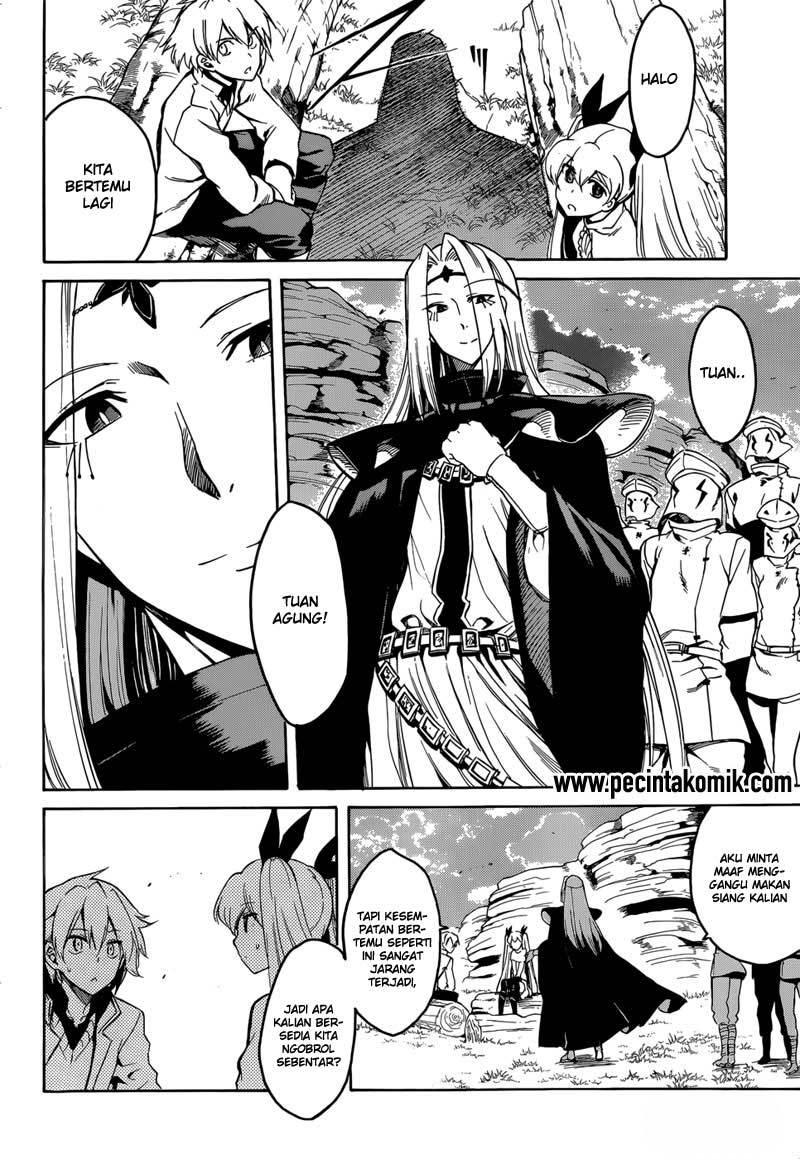 HALO
KITA
BERTEMU
LAGI
TUAN..
TUAN
AGUNG!
www.pecintakomik.com
AKU MINTA
MAAF MENG-
GANGU MAKAN
SIANG KALIAN
TAPI KESEM-
PATAN BER-
TEMU SEPERTI
INI SANGAT
JARANG
TERJADI,
JADI APA
KALIAN BER-
SEDIA KITA
NGOBROL
SEBENTAR?